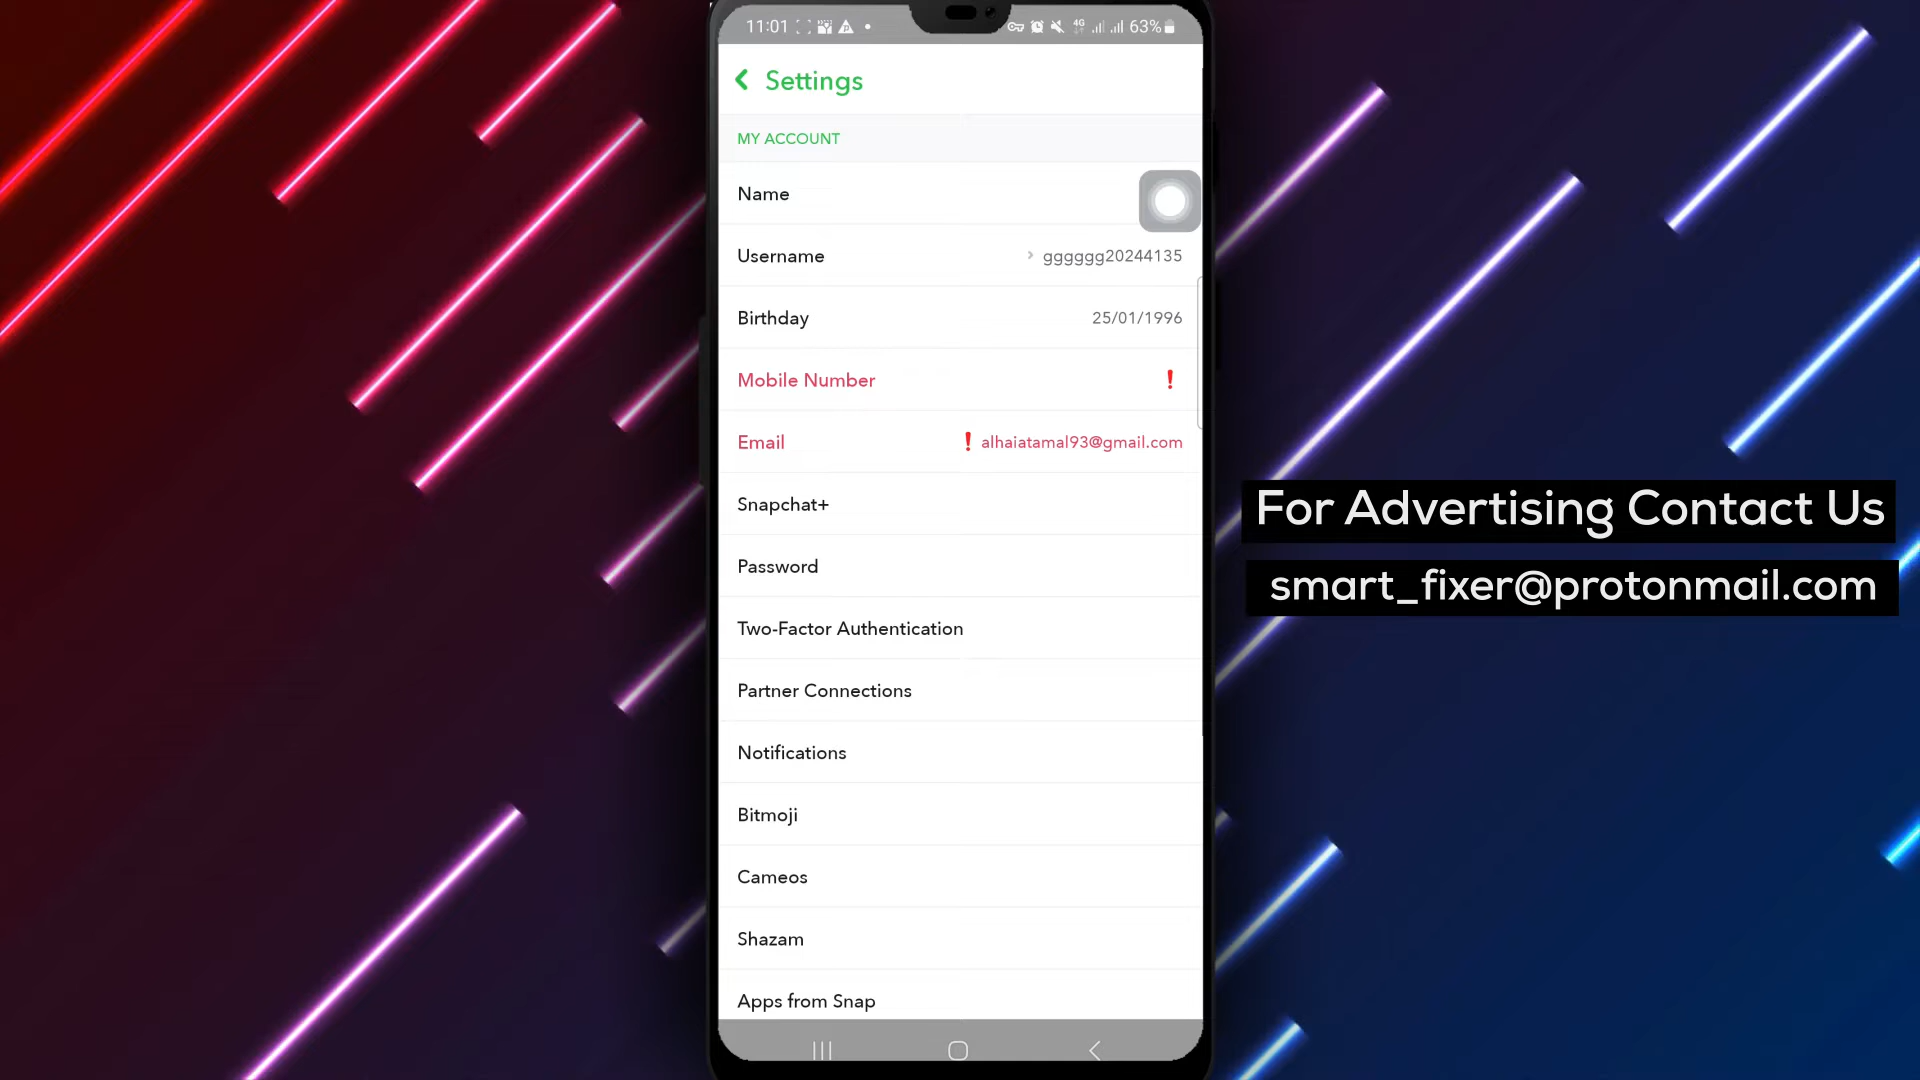 11:01 4G 63%
Settings
MY ACCOUNT
Name
Username gggggg20244135
Birthday 25/01/1996
Mobile Number
Email alhaiatamal93@gmail.com
Snapchat+
Password
Two-Factor Authentication
Partner Connections
Notifications
Bitmoji
Cameos
Shazam
Apps from Snap
For Advertising Contact Us
smart_fixer@protonmail.com